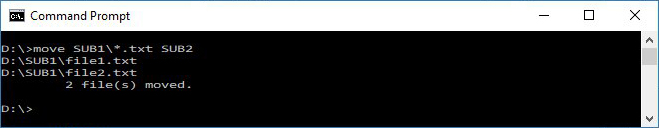 Command Prompt
D:\>move SUB1\*.txt SUB2
D:\SUB1\file1.txt
D:\SUB1\file2.txt
        2 file(s) moved.
D:\>